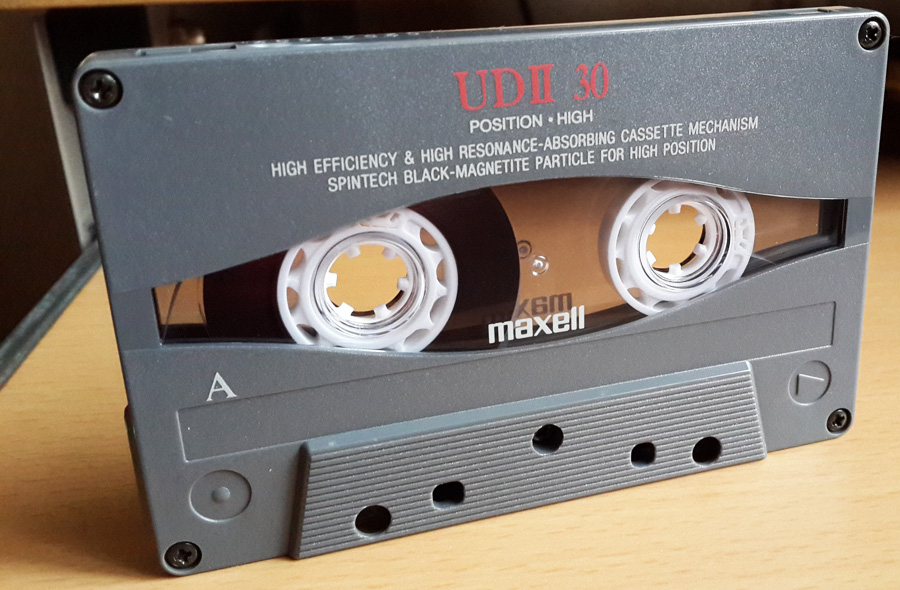 UDII 30
POSITION • HIGH
HIGH EFFICIENCY & HIGH RESONANCE-ABSORBING CASSETTE MECHANISM
SPINTECH BLACK-MAGNETITE PARTICLE FOR HIGH POSITION
maxell
A